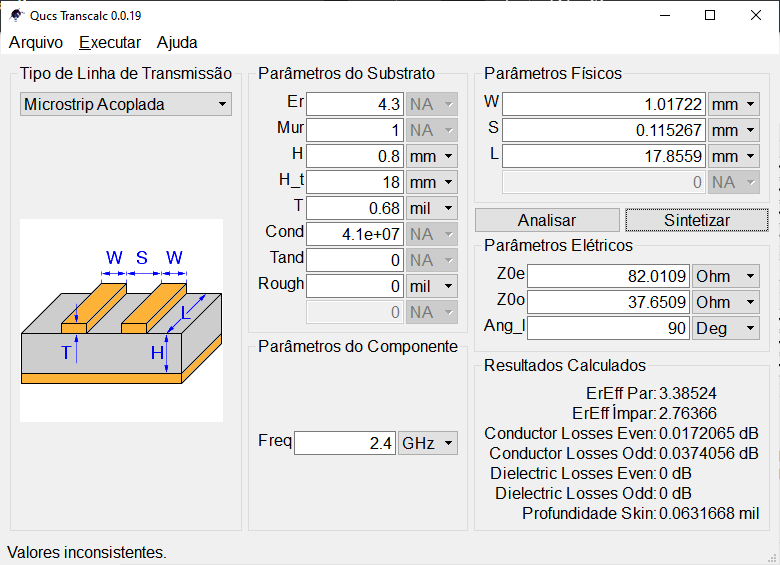 Qucs Transcalc 0.0.19
Arquivo Executar Ajuda
Tipo de Linha de Transmissão
Microstrip Acoplada
W S W
L
T H
Parâmetros do Substrato
Er 4.3 NA
Mur 1 NA
H 0.8 mm
H_t 18 mm
T 0.68 mil
Cond 4.1e+07 NA
Tand 0 NA
Rough 0 mil
0 NA
Parâmetros do Componente
Freq 2.4 GHz
Parâmetros Físicos
W 1.01722 mm
S 0.115267 mm
L 17.8559 mm
0 NA
Analisar Sintetizar
Parâmetros Elétricos
Z0e 82.0109 Ohm
Z0o 37.6509 Ohm
Ang_l 90 Deg
Resultados Calculados
ErEff Par: 3.38524
ErEff Ímpar: 2.76366
Conductor Losses Even: 0.0172065 dB
Conductor Losses Odd: 0.0374056 dB
Dielectric Losses Even: 0 dB
Dielectric Losses Odd: 0 dB
Profundidade Skin: 0.0631668 mil
Valores inconsistentes.